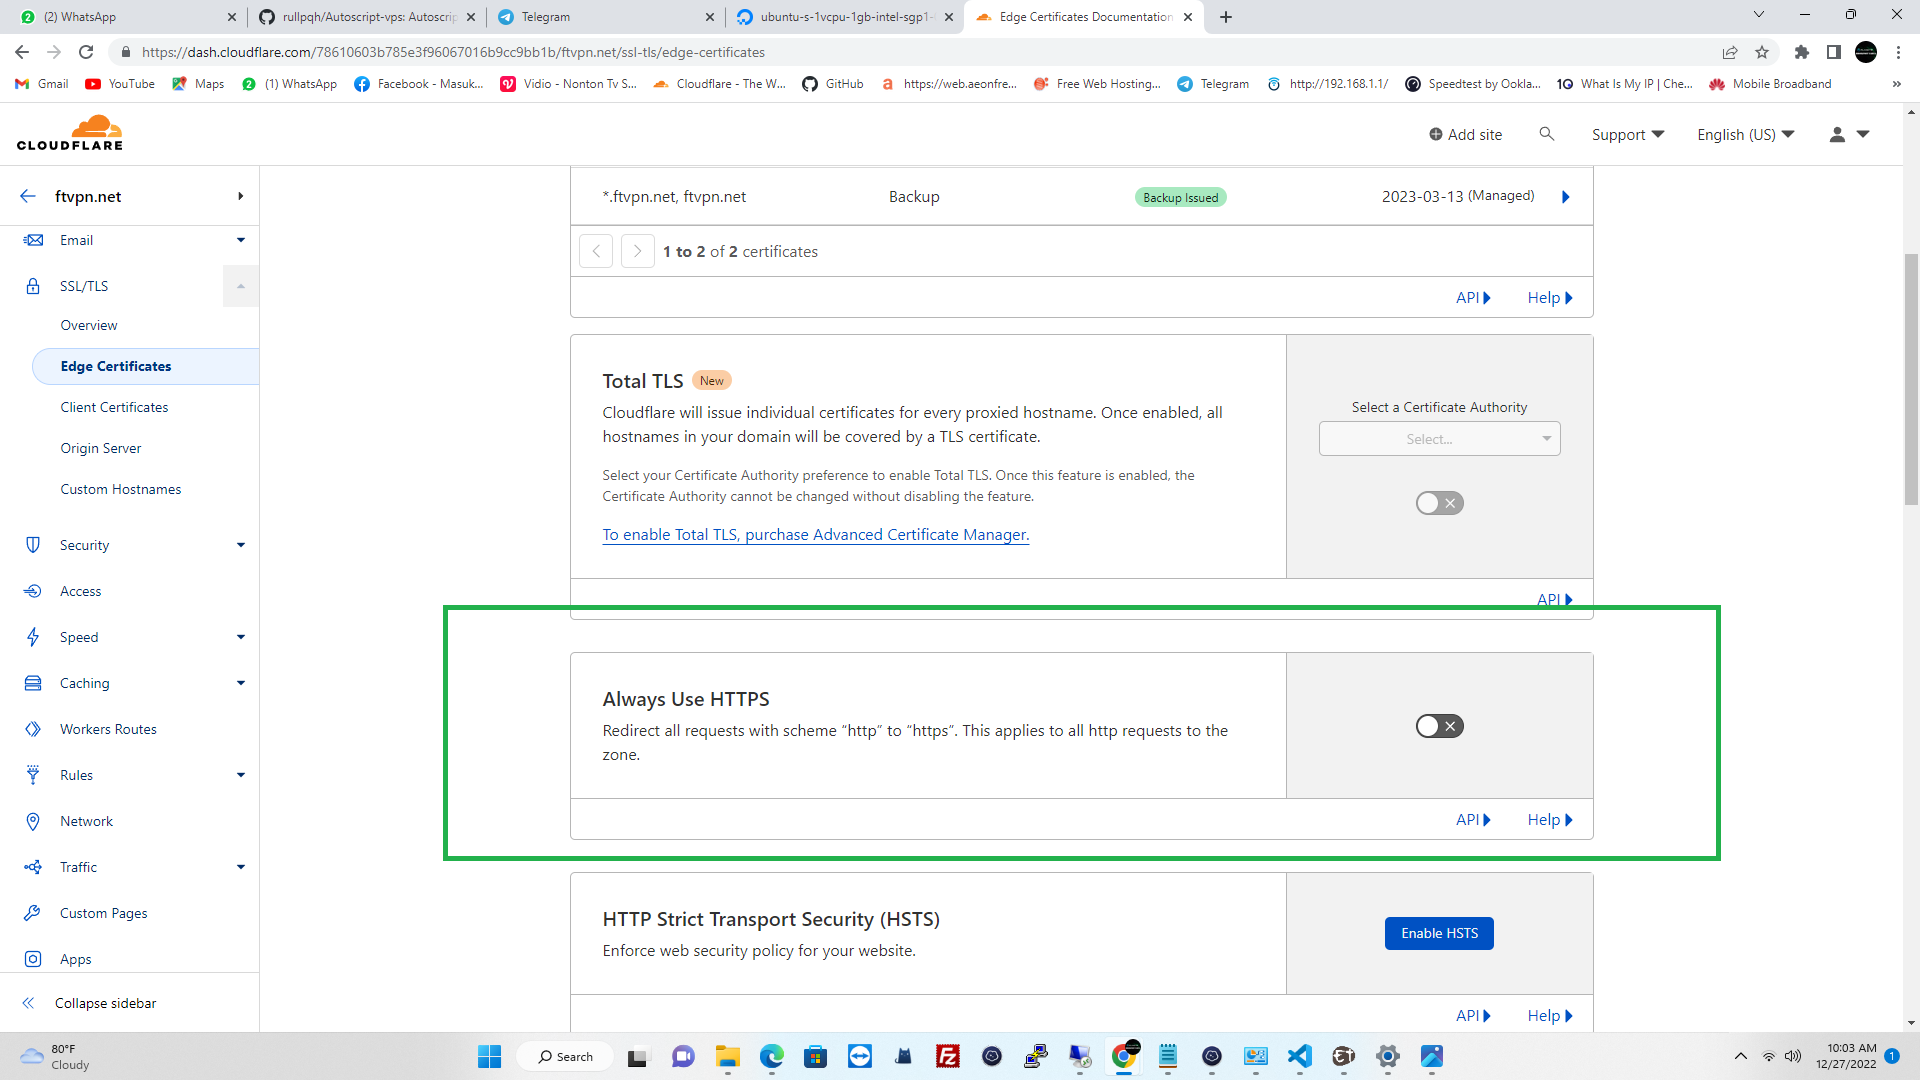 (2) WhatsApp
rullpqh/Autoscript-vps: Autoscrip
Telegram
ubuntu-s-1vcpu-1gb-intel-sgp1-
Edge Certificates Documentation
https://dash.cloudflare.com/78610603b785e3f96067016b9cc9bb1b/ftvpn.net/ssl-tls/edge-certificates
Gmail
YouTube
Maps
(1) WhatsApp
Facebook - Masuk...
Vidio - Nonton Tv S...
Cloudflare - The W...
GitHub
https://web.aeonfre...
Free Web Hosting...
Telegram
http://192.168.1.1/
Speedtest by Ookla...
What Is My IP | Che...
Mobile Broadband
CLOUDFLARE
Add site
Support
English (US)
ftvpn.net
Email
SSL/TLS
Overview
Edge Certificates
Client Certificates
Origin Server
Custom Hostnames
Security
Access
Speed
Caching
Workers Routes
Rules
Network
Traffic
Custom Pages
Apps
Collapse sidebar
*.ftvpn.net, ftvpn.net
Backup
Backup Issued
2023-03-13 (Managed)
1 to 2 of 2 certificates
API
Help
Total TLS New
Cloudflare will issue individual certificates for every proxied hostname. Once enabled, all
hostnames in your domain will be covered by a TLS certificate.
Select your Certificate Authority preference to enable Total TLS. Once this feature is enabled, the
Certificate Authority cannot be changed without disabling the feature.
To enable Total TLS, purchase Advanced Certificate Manager.
Select a Certificate Authority
Select...
API
Always Use HTTPS
Redirect all requests with scheme “http” to “https”. This applies to all http requests to the
zone.
API
Help
HTTP Strict Transport Security (HSTS)
Enforce web security policy for your website.
Enable HSTS
API
Help
80°F
Cloudy
Search
10:03 AM
12/27/2022
1